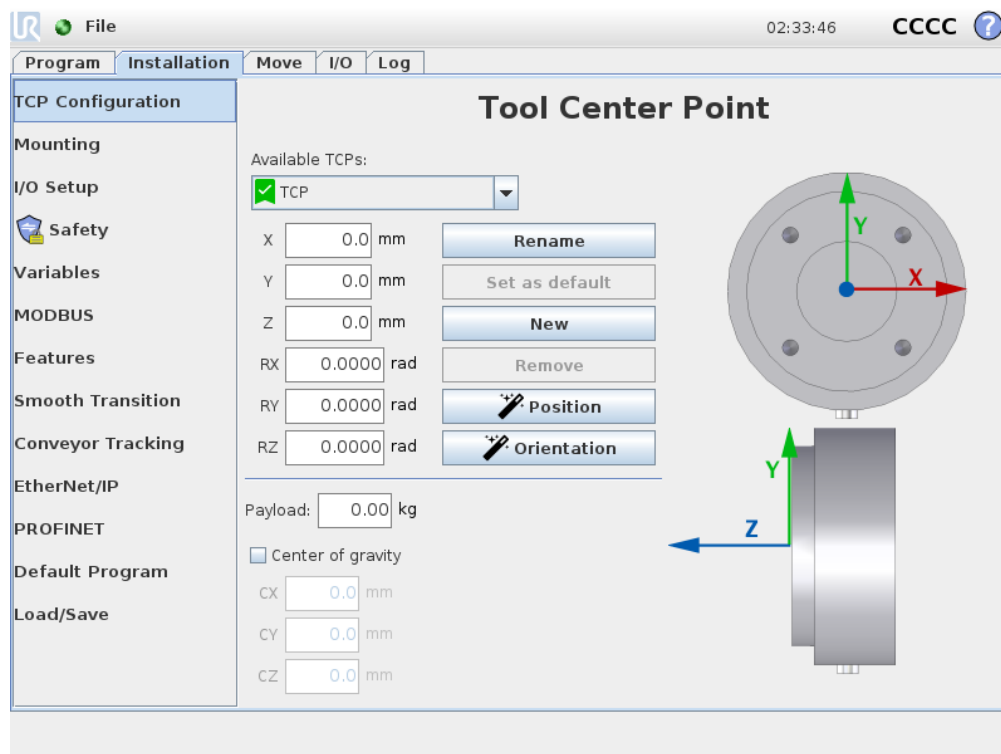 UR File 02:33:46 CCCC ?
Program Installation Move I/O Log
TCP Configuration
Mounting
I/O Setup
Safety
Variables
MODBUS
Features
Smooth Transition
Conveyor Tracking
EtherNet/IP
PROFINET
Default Program
Load/Save
Tool Center Point
Available TCPs:
TCP
X 0.0 mm Rename
Y 0.0 mm Set as default
Z 0.0 mm New
RX 0.0000 rad Remove
RY 0.0000 rad Position
RZ 0.0000 rad Orientation
Payload: 0.00 kg
Center of gravity
CX 0.0 mm
CY 0.0 mm
CZ 0.0 mm
Y
X
Y
Z